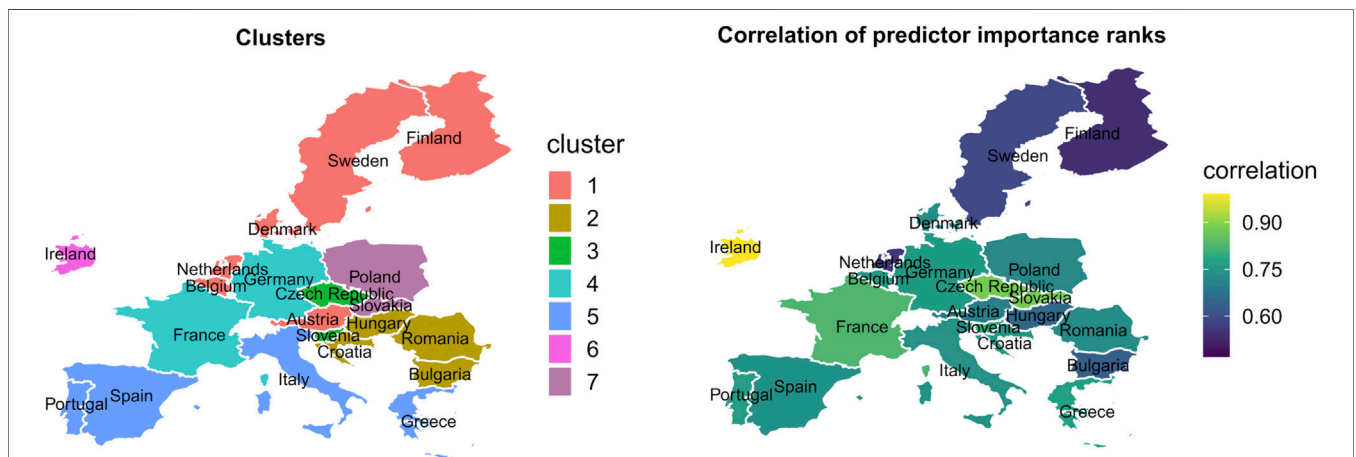 Clusters
Finland
Sweden
Denmark
Ireland
Netherlands
Belgium
Germany
Poland
Czech Republic
Slovakia
Austria
Hungary
France
Slovenia
Romania
Croatia
Bulgaria
Italy
Spain
Portugal
Greece
cluster
1
2
3
4
5
6
7
Correlation of predictor importance ranks
Finland
Sweden
Denmark
Ireland
Netherlands
Belgium
Germany
Poland
Czech Republic
Slovakia
Austria
Hungary
France
Slovenia
Romania
Croatia
Bulgaria
Italy
Spain
Portugal
Greece
correlation
0.90
0.75
0.60